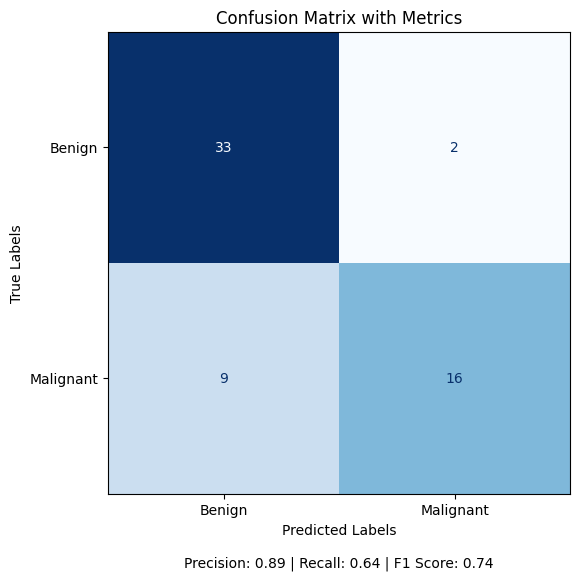 Confusion Matrix with Metrics
True Labels
Benign
33
2
Malignant
9
16
Benign
Malignant
Predicted Labels
Precision: 0.89 | Recall: 0.64 | F1 Score: 0.74